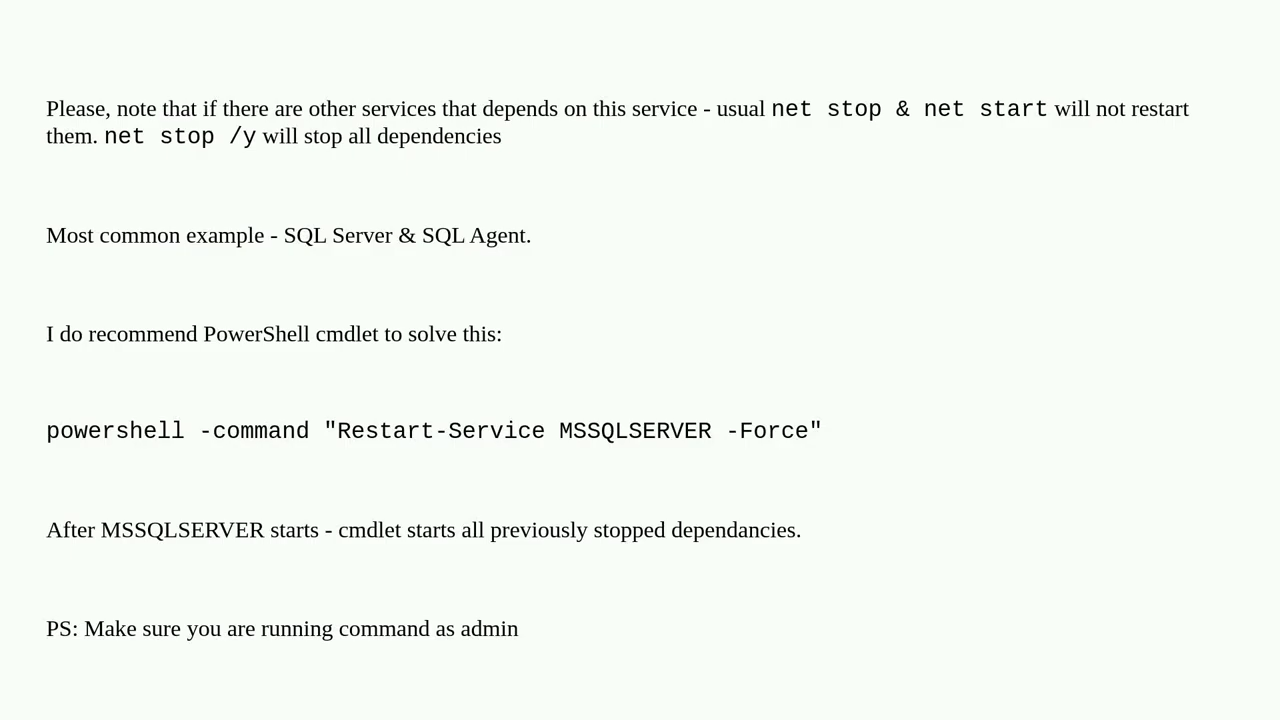 Please, note that if there are other services that depends on this service - usual net stop & net start will not restart
them. net stop /y will stop all dependencies
Most common example - SQL Server & SQL Agent.
I do recommend PowerShell cmdlet to solve this:
powershell -command "Restart-Service MSSQLSERVER -Force"
After MSSQLSERVER starts - cmdlet starts all previously stopped dependancies.
PS: Make sure you are running command as admin